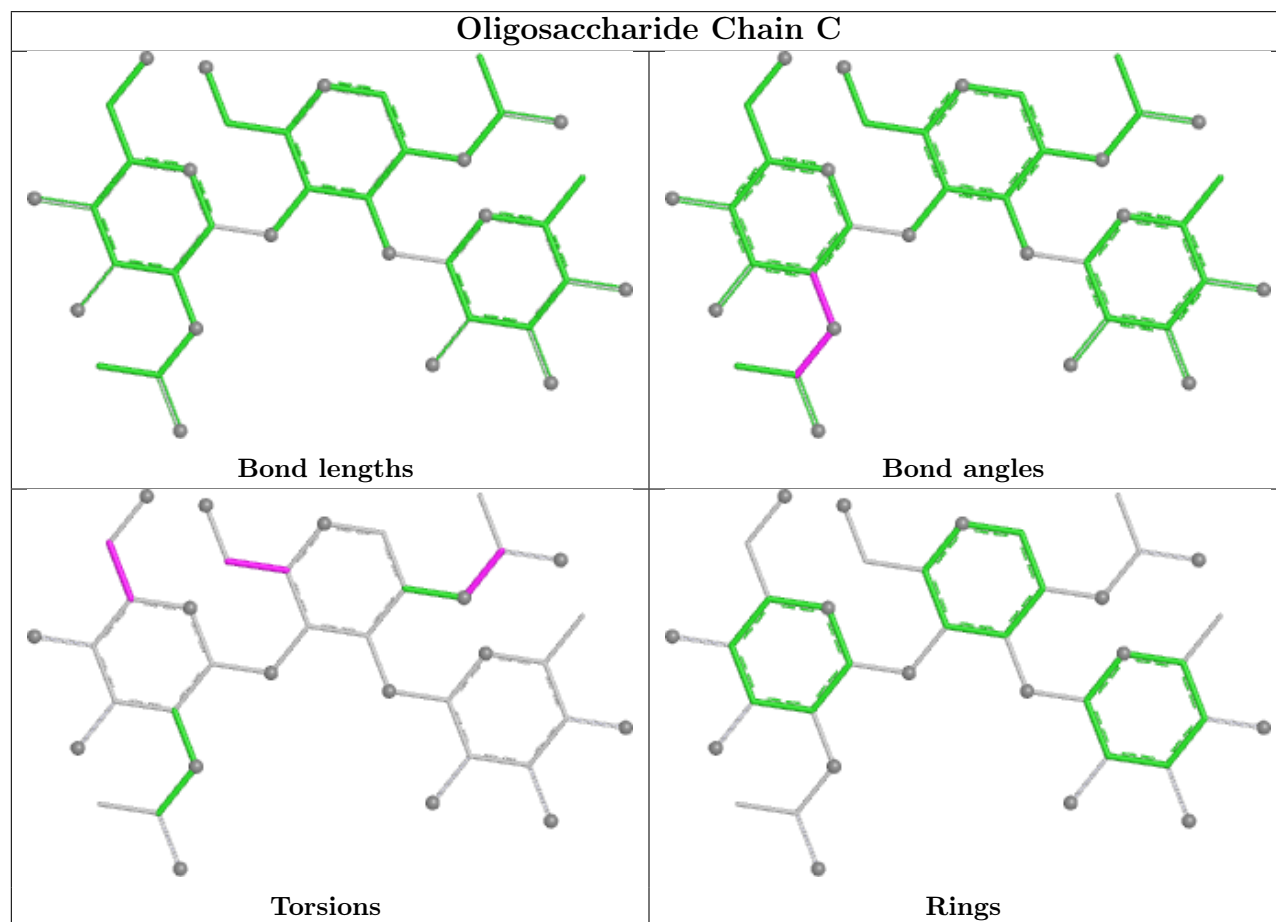 Oligosaccharide Chain C
Bond lengths
Bond angles
Torsions
Rings